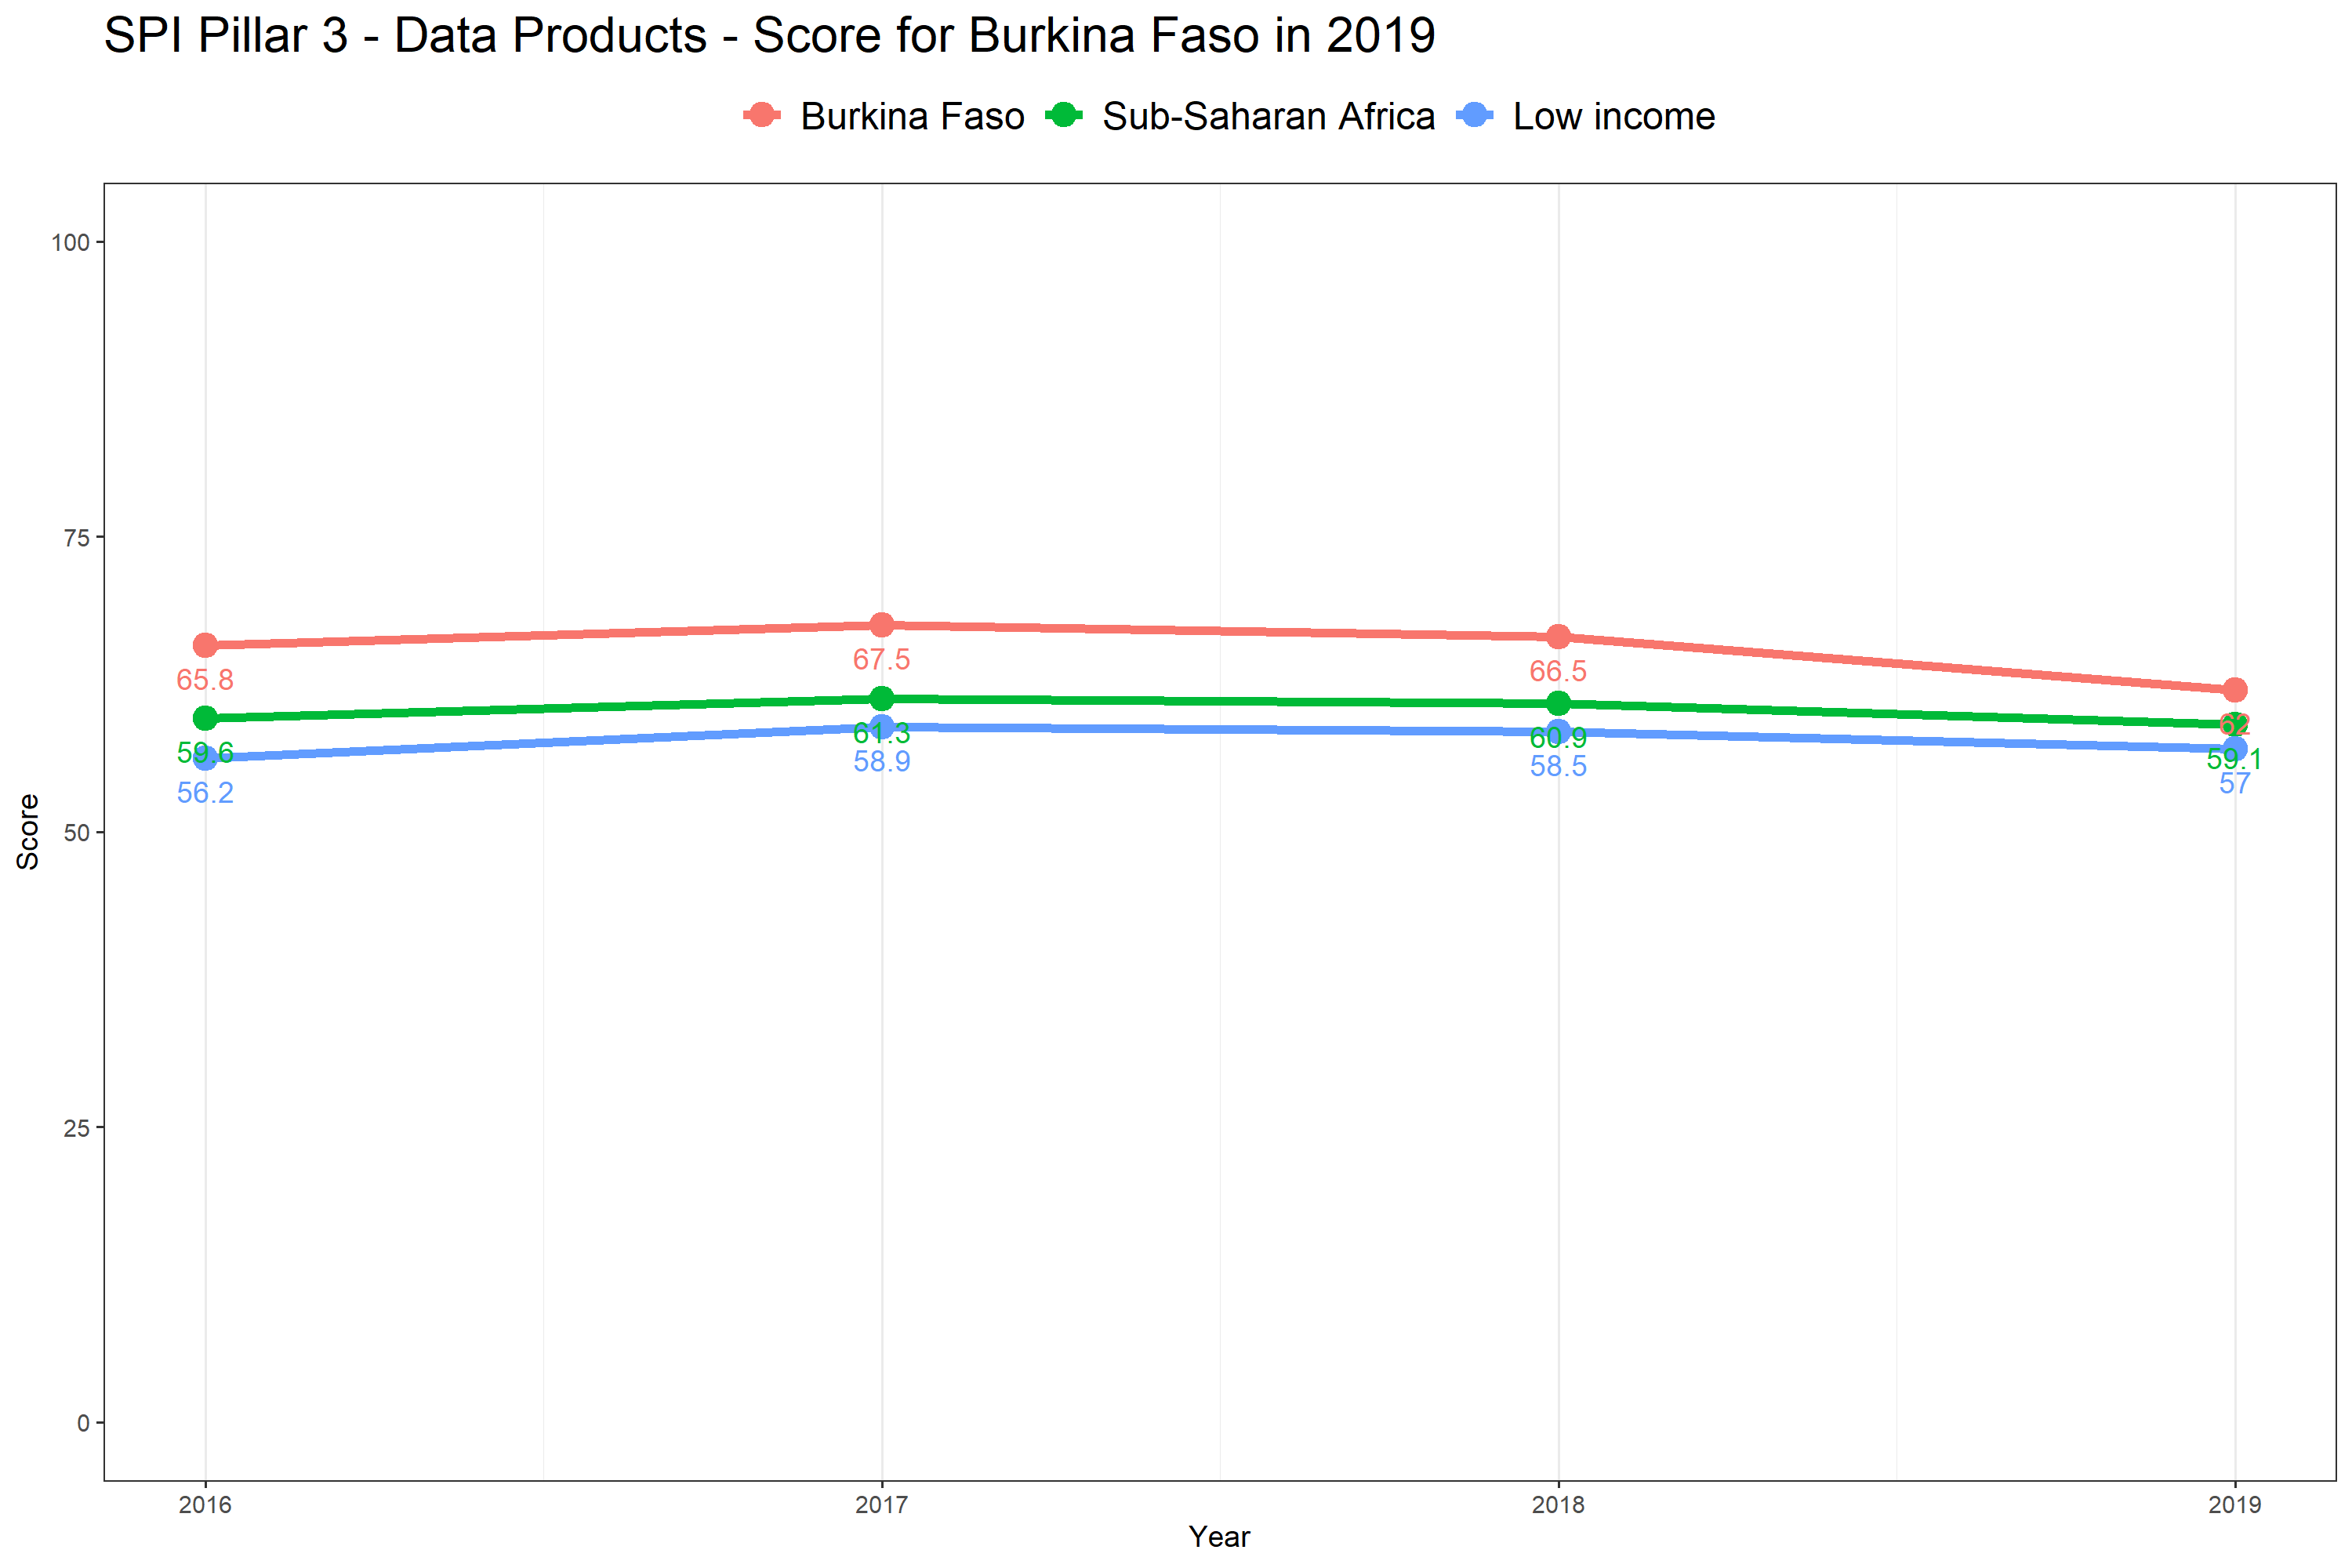 SPI Pillar 3 - Data Products - Score for Burkina Faso in 2019
Burkina Faso Sub-Saharan Africa Low income
100
75
50
25
0
Score
65.8 67.5 66.5 62
59.6 61.3 60.9 59.1
56.2 58.9 58.5 57
2016 2017 2018 2019
Year